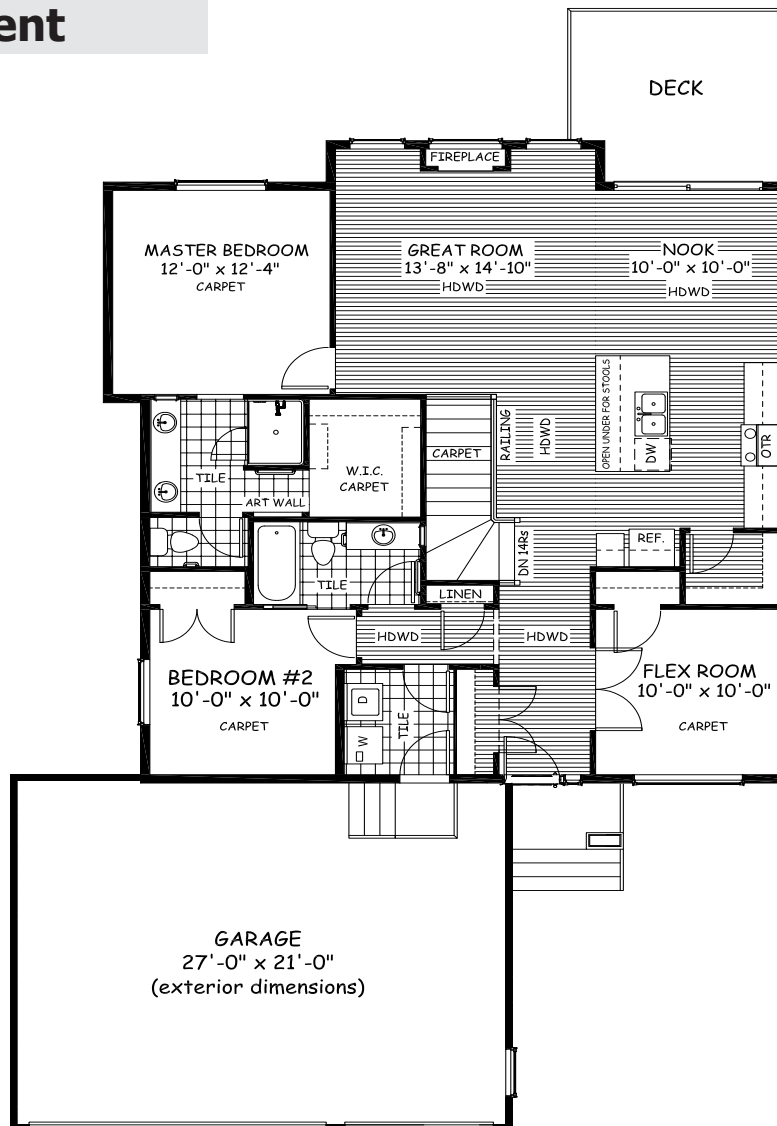 ent
DECK
FIREPLACE
MASTER BEDROOM
12'-0" x 12'-4"
CARPET
GREAT ROOM
13'-8" x 14'-10"
HDWD
NOOK
10'-0" x 10'-0"
HDWD
OPEN UNDER FOR STOOLS
RAILING
HDWD
CARPET
DW
OTR
TILE
W.I.C.
CARPET
ART WALL
DN 14Rs
REF.
TILE
LINEN
HDWD
HDWD
BEDROOM #2
10'-0" x 10'-0"
CARPET
D
W
TILE
FLEX ROOM
10'-0" x 10'-0"
CARPET
GARAGE
27'-0" x 21'-0"
(exterior dimensions)